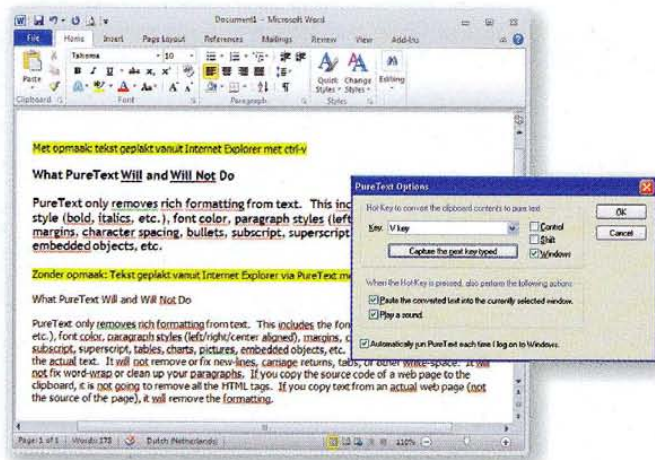 Document1 - Microsoft Word
File Home Insert Page Layout References Mailings Review View Add-Ins
Tahoma 10
Paste
B I U abc x, x²
Quick Styles Change Styles Editing
Clipboard Font Paragraph Styles
Met opmaak: tekst geplakt vanuit Internet Explorer met ctrl-v
What PureText Will and Will Not Do
PureText only removes rich formatting from text. This
style (bold, italics, etc.), font color, paragraph styles (left
margins, character spacing, bullets, subscript, superscript
embedded objects, etc.
Zonder opmaak: Tekst geplakt vanuit Internet Explorer via PureText
What PureText Will and Will Not Do
PureText only removes rich formatting from text. This includes the
etc.), font color, paragraph styles (left/right/center aligned), margins,
subscript, superscript, tables, charts, pictures, embedded objects, etc.
the actual text. It will not remove or fix new-lines, carriage returns, tabs, or other white-space. It will
not fix word-wrap or clean up your paragraphs. If you copy the source code of a web page to the
clipboard, it is not going to remove all the HTML tags. If you copy text from an actual web page (not
the source of the page), it will remove the formatting.
Page: 1 of 1 Words: 178 Dutch (Netherlands) 110%
PureText Options
Hot-Key to convert the clipboard contents to pure text
Key: V key
Control
Shift
Windows
Capture the next key typed
OK
Cancel
When the Hot-Key is pressed, also perform the following actions
Paste the converted text into the currently selected window.
Play a sound.
Automatically run PureText each time I log on to Windows.